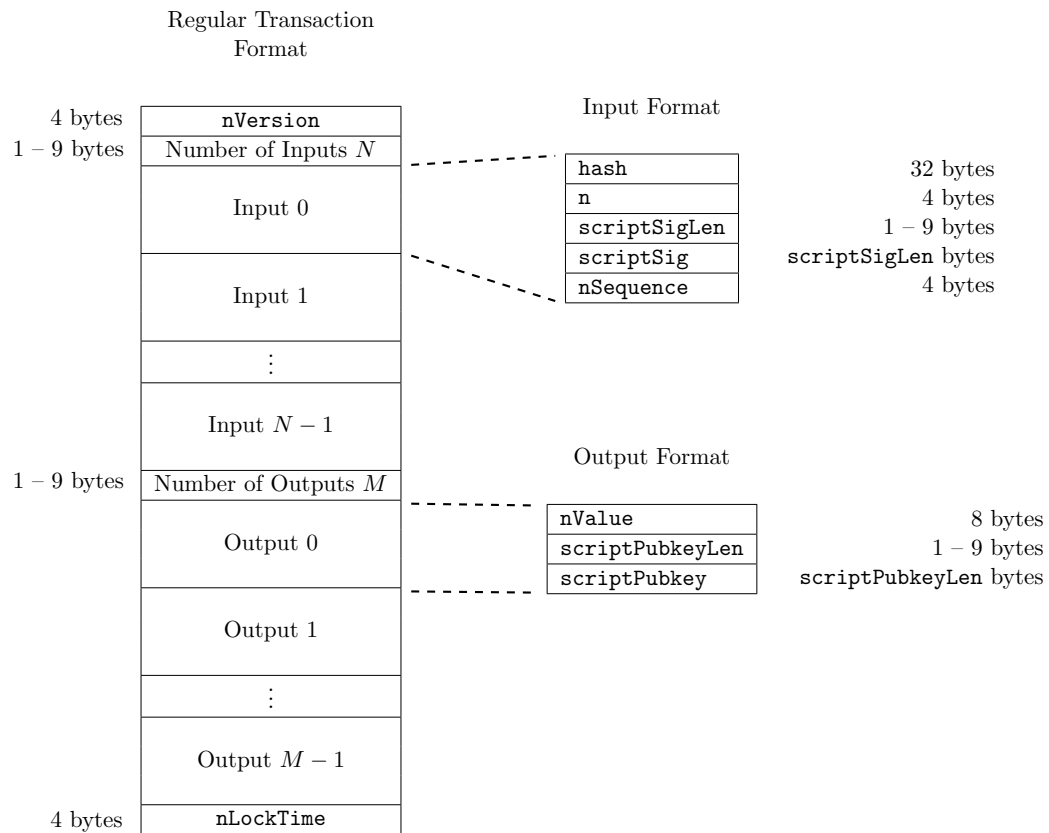 Regular Transaction
Format
4 bytes nVersion
1 – 9 bytes Number of Inputs N
Input 0
Input 1
⋮
Input N − 1
1 – 9 bytes Number of Outputs M
Output 0
Output 1
⋮
Output M − 1
4 bytes nLockTime
Input Format
hash 32 bytes
n 4 bytes
scriptSigLen 1 – 9 bytes
scriptSig scriptSigLen bytes
nSequence 4 bytes
Output Format
nValue 8 bytes
scriptPubkeyLen 1 – 9 bytes
scriptPubkey scriptPubkeyLen bytes